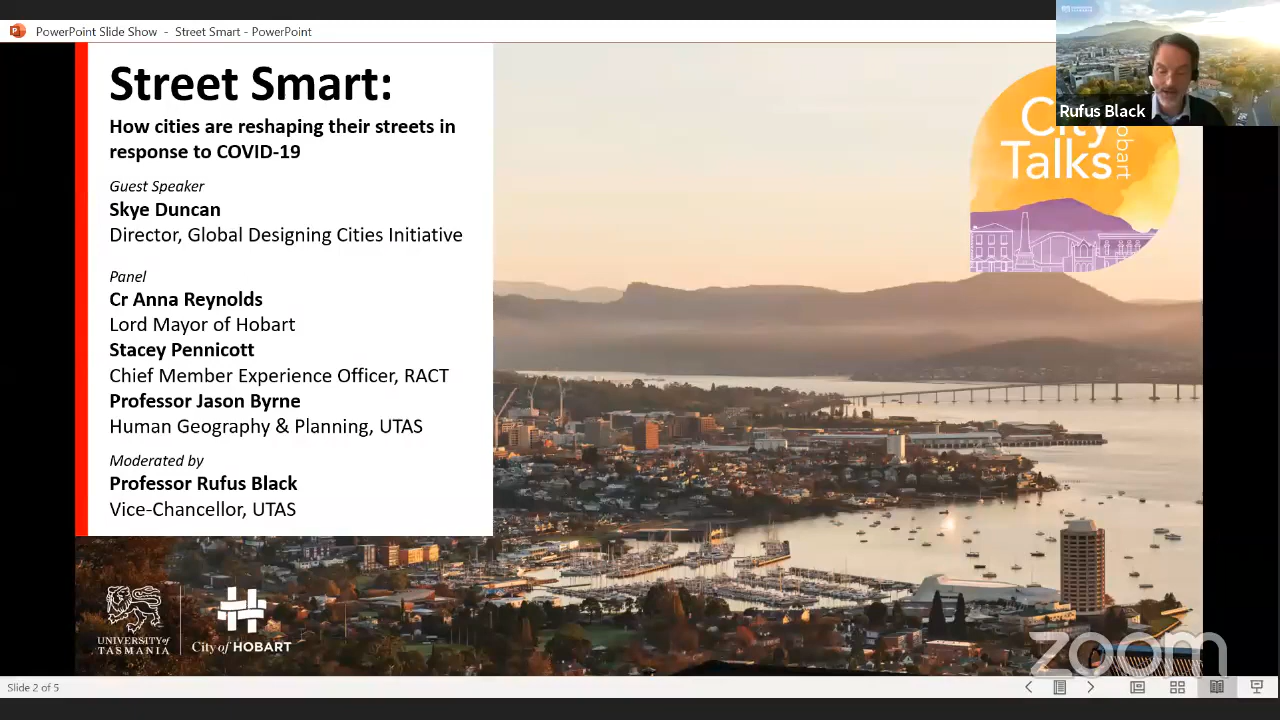 PowerPoint Slide Show - Street Smart - PowerPoint
Street Smart:
How cities are reshaping their streets in
response to COVID-19
Guest Speaker
Skye Duncan
Director, Global Designing Cities Initiative
Panel
Cr Anna Reynolds
Lord Mayor of Hobart
Stacey Pennicott
Chief Member Experience Officer, RACT
Professor Jason Byrne
Human Geography & Planning, UTAS
Moderated by
Professor Rufus Black
Vice-Chancellor, UTAS
UNIVERSITY of
TASMANIA
City of HOBART
Rufus Black
City
Talks
obart
zoom
Slide 2 of 5